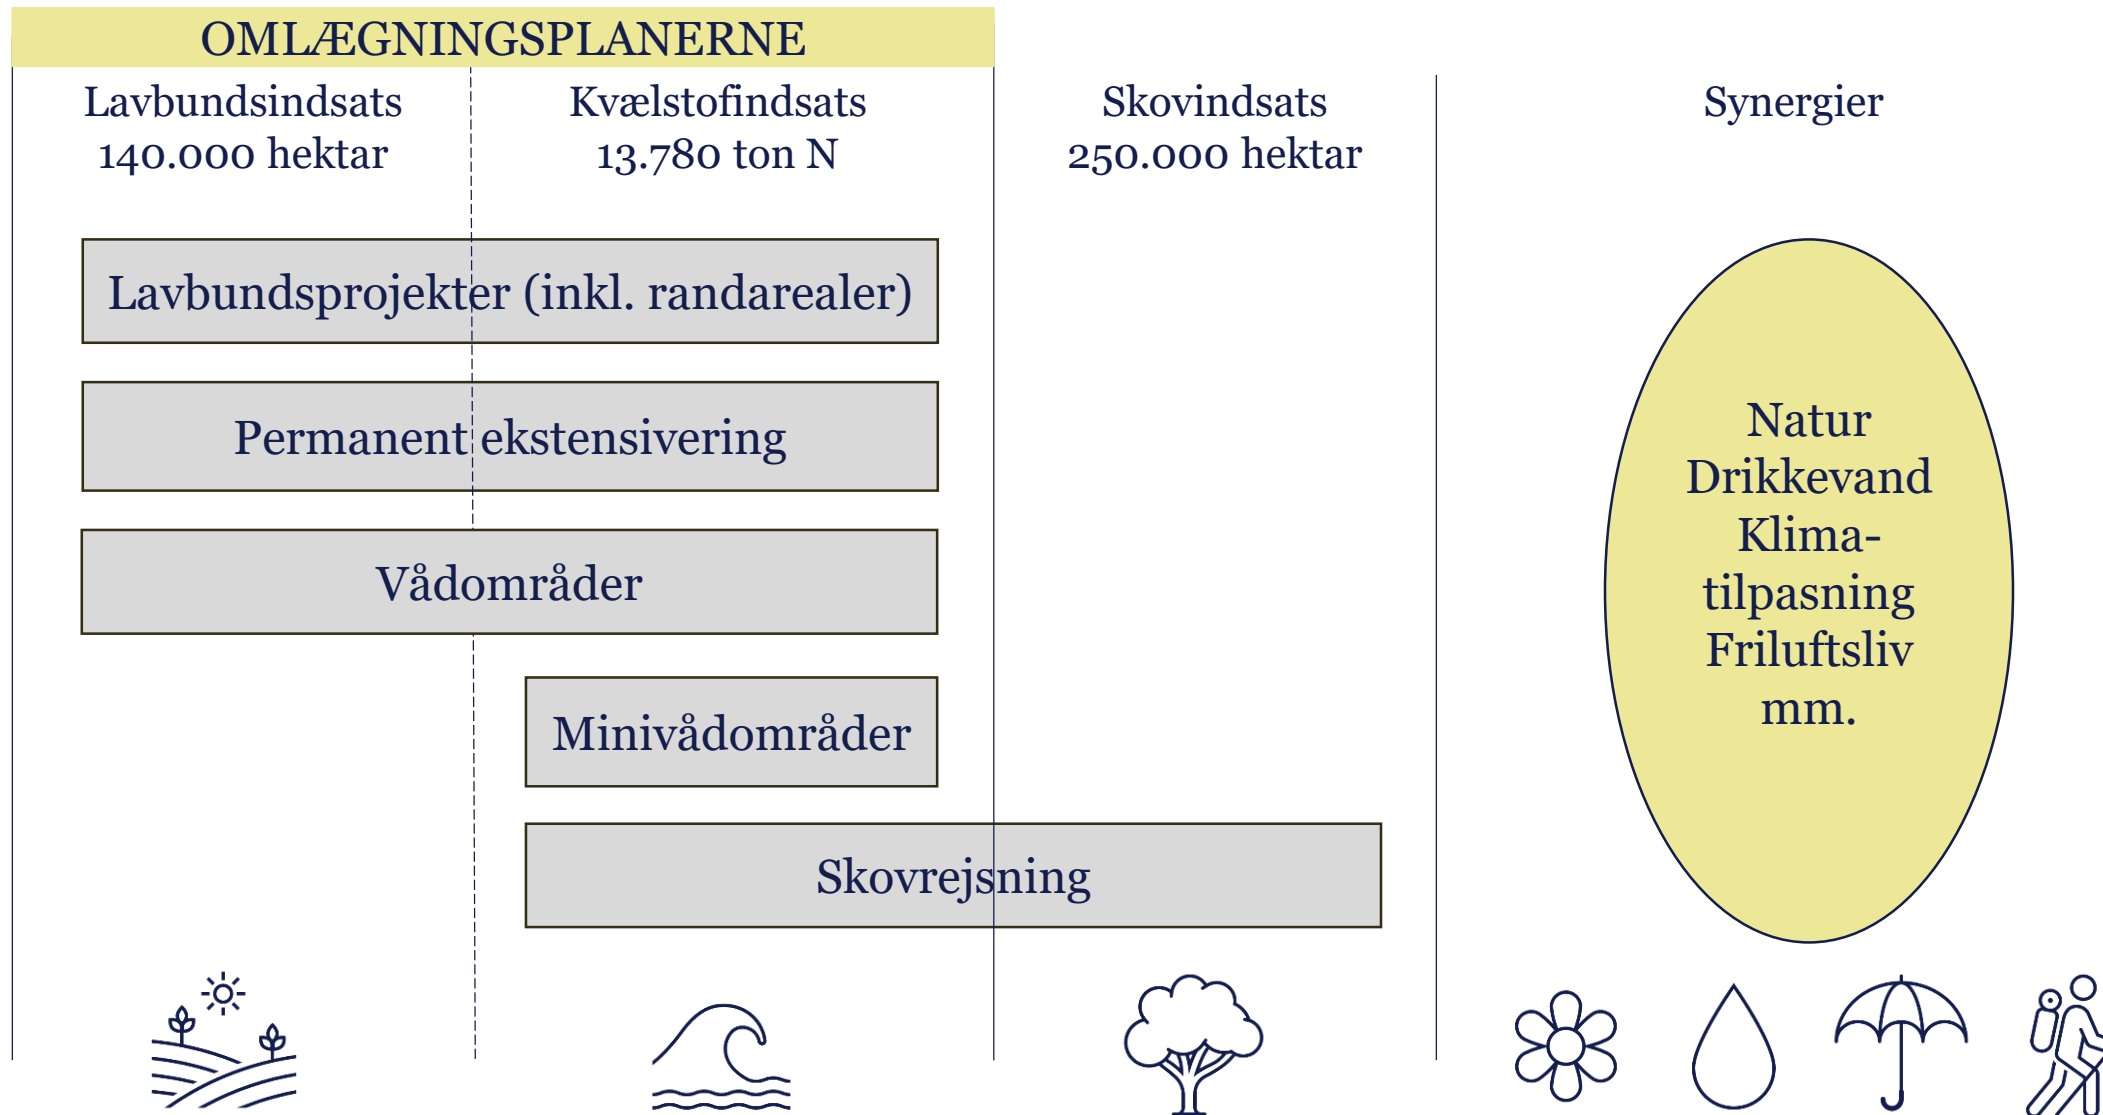 OMLÆGNINGSPLANERNE
Lavbundsindsats
140.000 hektar
Kvælstofindsats
13.780 ton N
Skovindsats
250.000 hektar
Synergier
Lavbundsprojekter (inkl. randarealer)
Permanent ekstensivering
Vådområder
Minivådområder
Skovrejsning
Natur
Drikkevand
Klima-
tilpasning
Friluftsliv
mm.